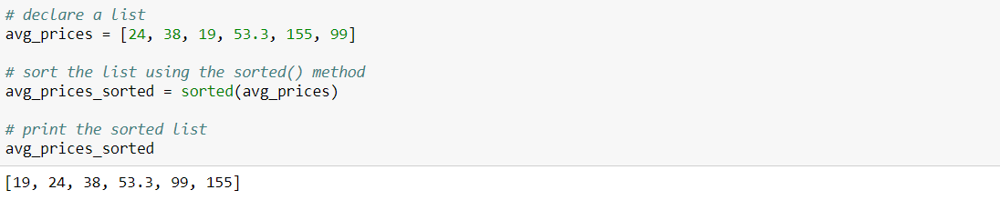 # declare a list
avg_prices = [24, 38, 19, 53.3, 155, 99]
# sort the list using the sorted() method
avg_prices_sorted = sorted(avg_prices)
# print the sorted list
avg_prices_sorted
[19, 24, 38, 53.3, 99, 155]